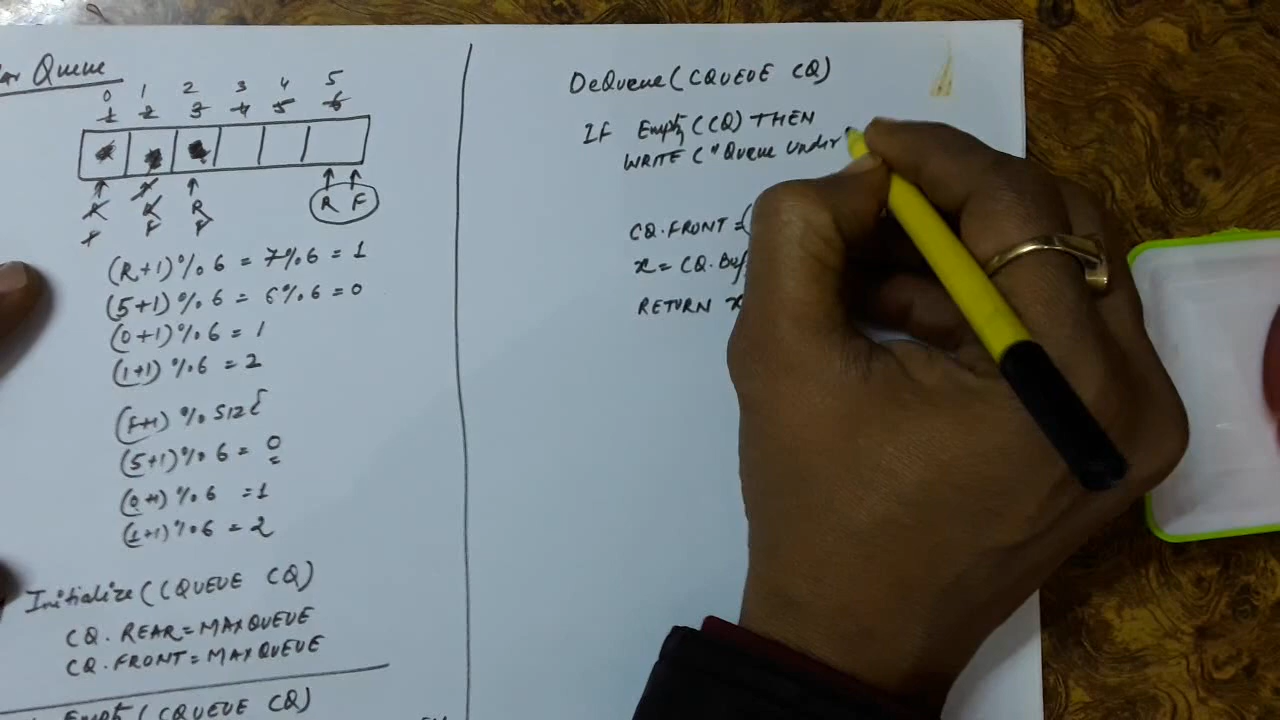 Queue
0 1 2 3 4 5
1 2 3 4 5 6
R R R R F
F F F
(R+1)%6 = 7%6 = 1
(5+1)%6 = 6%6=0
(0+1)%6 = 1
(1+1)%6 = 2
(F+1) % SIZE
(5+1)%6 = 0
(0+1)%6 =1
(1+1)%6 = 2
Initialize(CQUEUE CQ)
CQ.REAR=MAXQUEUE
CQ.FRONT=MAXQUEUE
Empty(CQUEUE CQ)
DeQueue(CQUEUE CQ)
IF Empty(CQ) THEN
WRITE ("Queue Under
CQ.FRONT=(
x=CQ.Buf
RETURN x